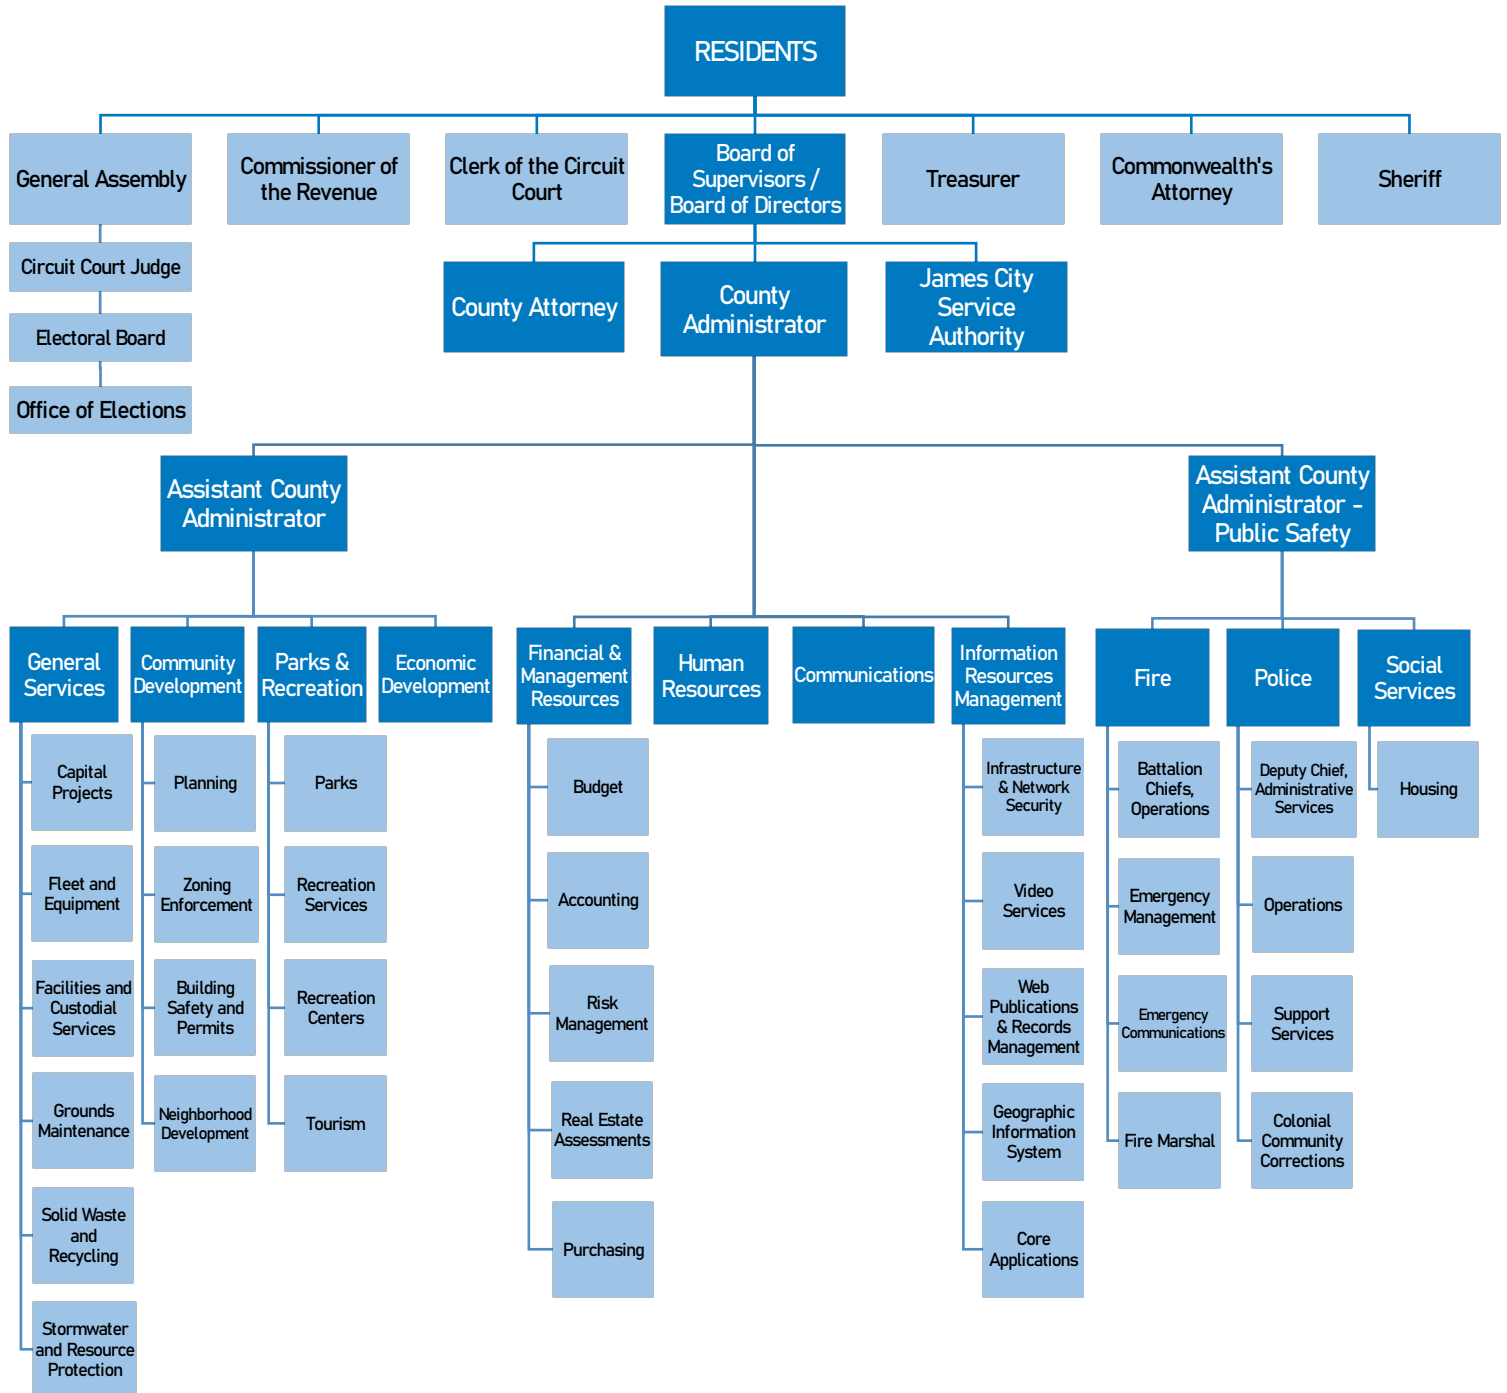 RESIDENTS
General Assembly
Commissioner of
the Revenue
Clerk of the Circuit
Court
Board of
Supervisors /
Board of Directors
Treasurer
Commonwealth's
Attorney
Sheriff
Circuit Court Judge
Electoral Board
Office of Elections
County Attorney
County
Administrator
James City
Service
Authority
Assistant County
Administrator
Assistant County
Administrator -
Public Safety
General
Services
Community
Development
Parks &
Recreation
Economic
Development
Financial &
Management
Resources
Human
Resources
Communications
Information
Resources
Management
Fire
Police
Social
Services
Capital
Projects
Fleet and
Equipment
Facilities and
Custodial
Services
Grounds
Maintenance
Solid Waste
and
Recycling
Stormwater
and Resource
Protection
Planning
Zoning
Enforcement
Building
Safety and
Permits
Neighborhood
Development
Parks
Recreation
Services
Recreation
Centers
Tourism
Budget
Accounting
Risk
Management
Real Estate
Assessments
Purchasing
Infrastructure
& Network
Security
Video
Services
Web
Publications
& Records
Management
Geographic
Information
System
Core
Applications
Battalion
Chiefs,
Operations
Emergency
Management
Emergency
Communications
Fire Marshal
Deputy Chief,
Administrative
Services
Operations
Support
Services
Colonial
Community
Corrections
Housing